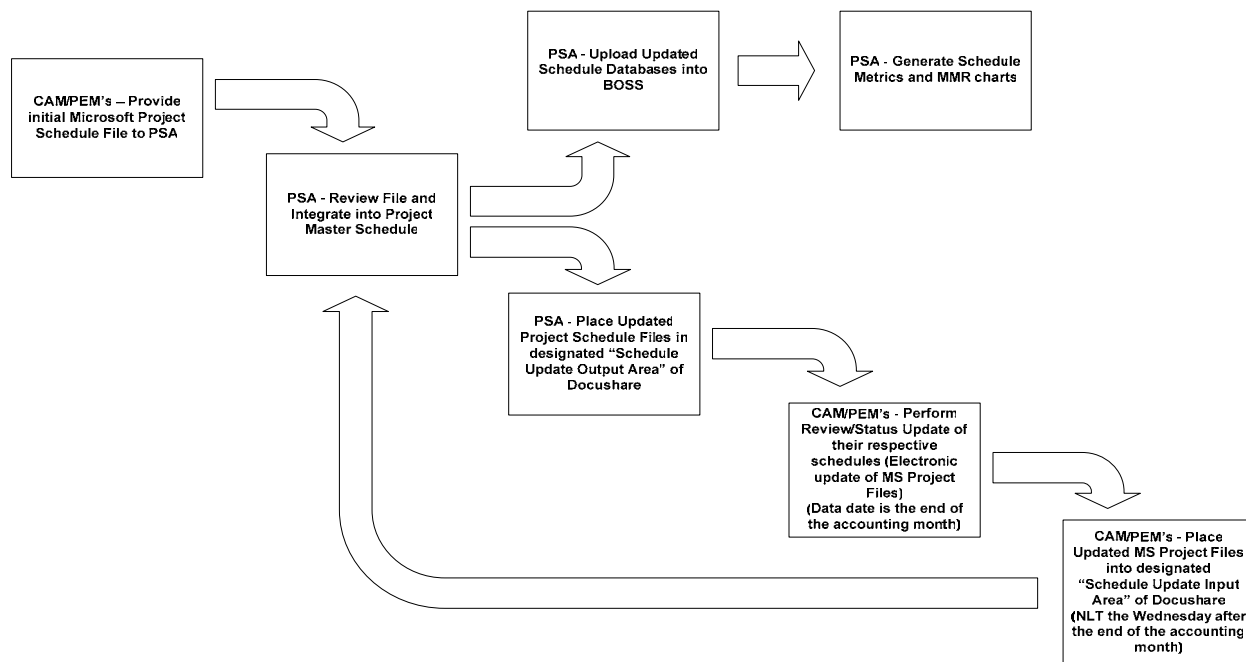 CAM/PEM's – Provide
initial Microsoft Project
Schedule File to PSA
PSA - Review File and
Integrate into Project
Master Schedule
PSA - Upload Updated
Schedule Databases into
BOSS
PSA - Generate Schedule
Metrics and MMR charts
PSA - Place Updated
Project Schedule Files in
designated “Schedule
Update Output Area” of
Docushare
CAM/PEM's - Perform
Review/Status Update of
their respective
schedules (Electronic
update of MS Project
Files)
(Data date is the end of
the accounting month)
CAM/PEM's - Place
Updated MS Project Files
into designated
“Schedule Update Input
Area” of Docushare
(NLT the Wednesday after
the end of the accounting
month)